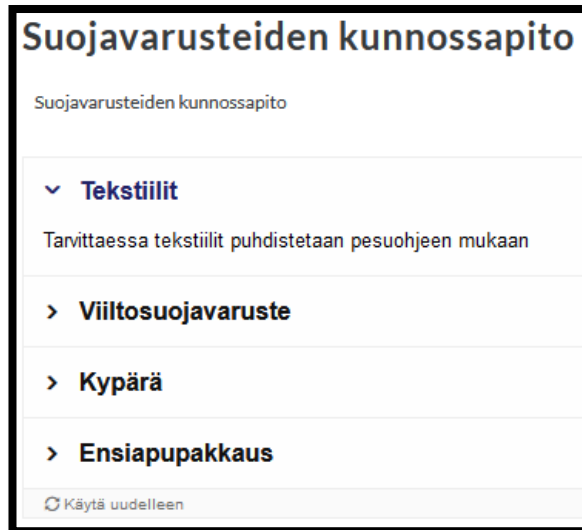 Suojavarusteiden kunnossapito
Suojavarusteiden kunnossapito
Tekstiilit
Tarvittaessa tekstiilit puhdistetaan pesuohjeen mukaan
Viiltosuojavaruste
Kypärä
Ensiapupakkaus
Käytä uudelleen